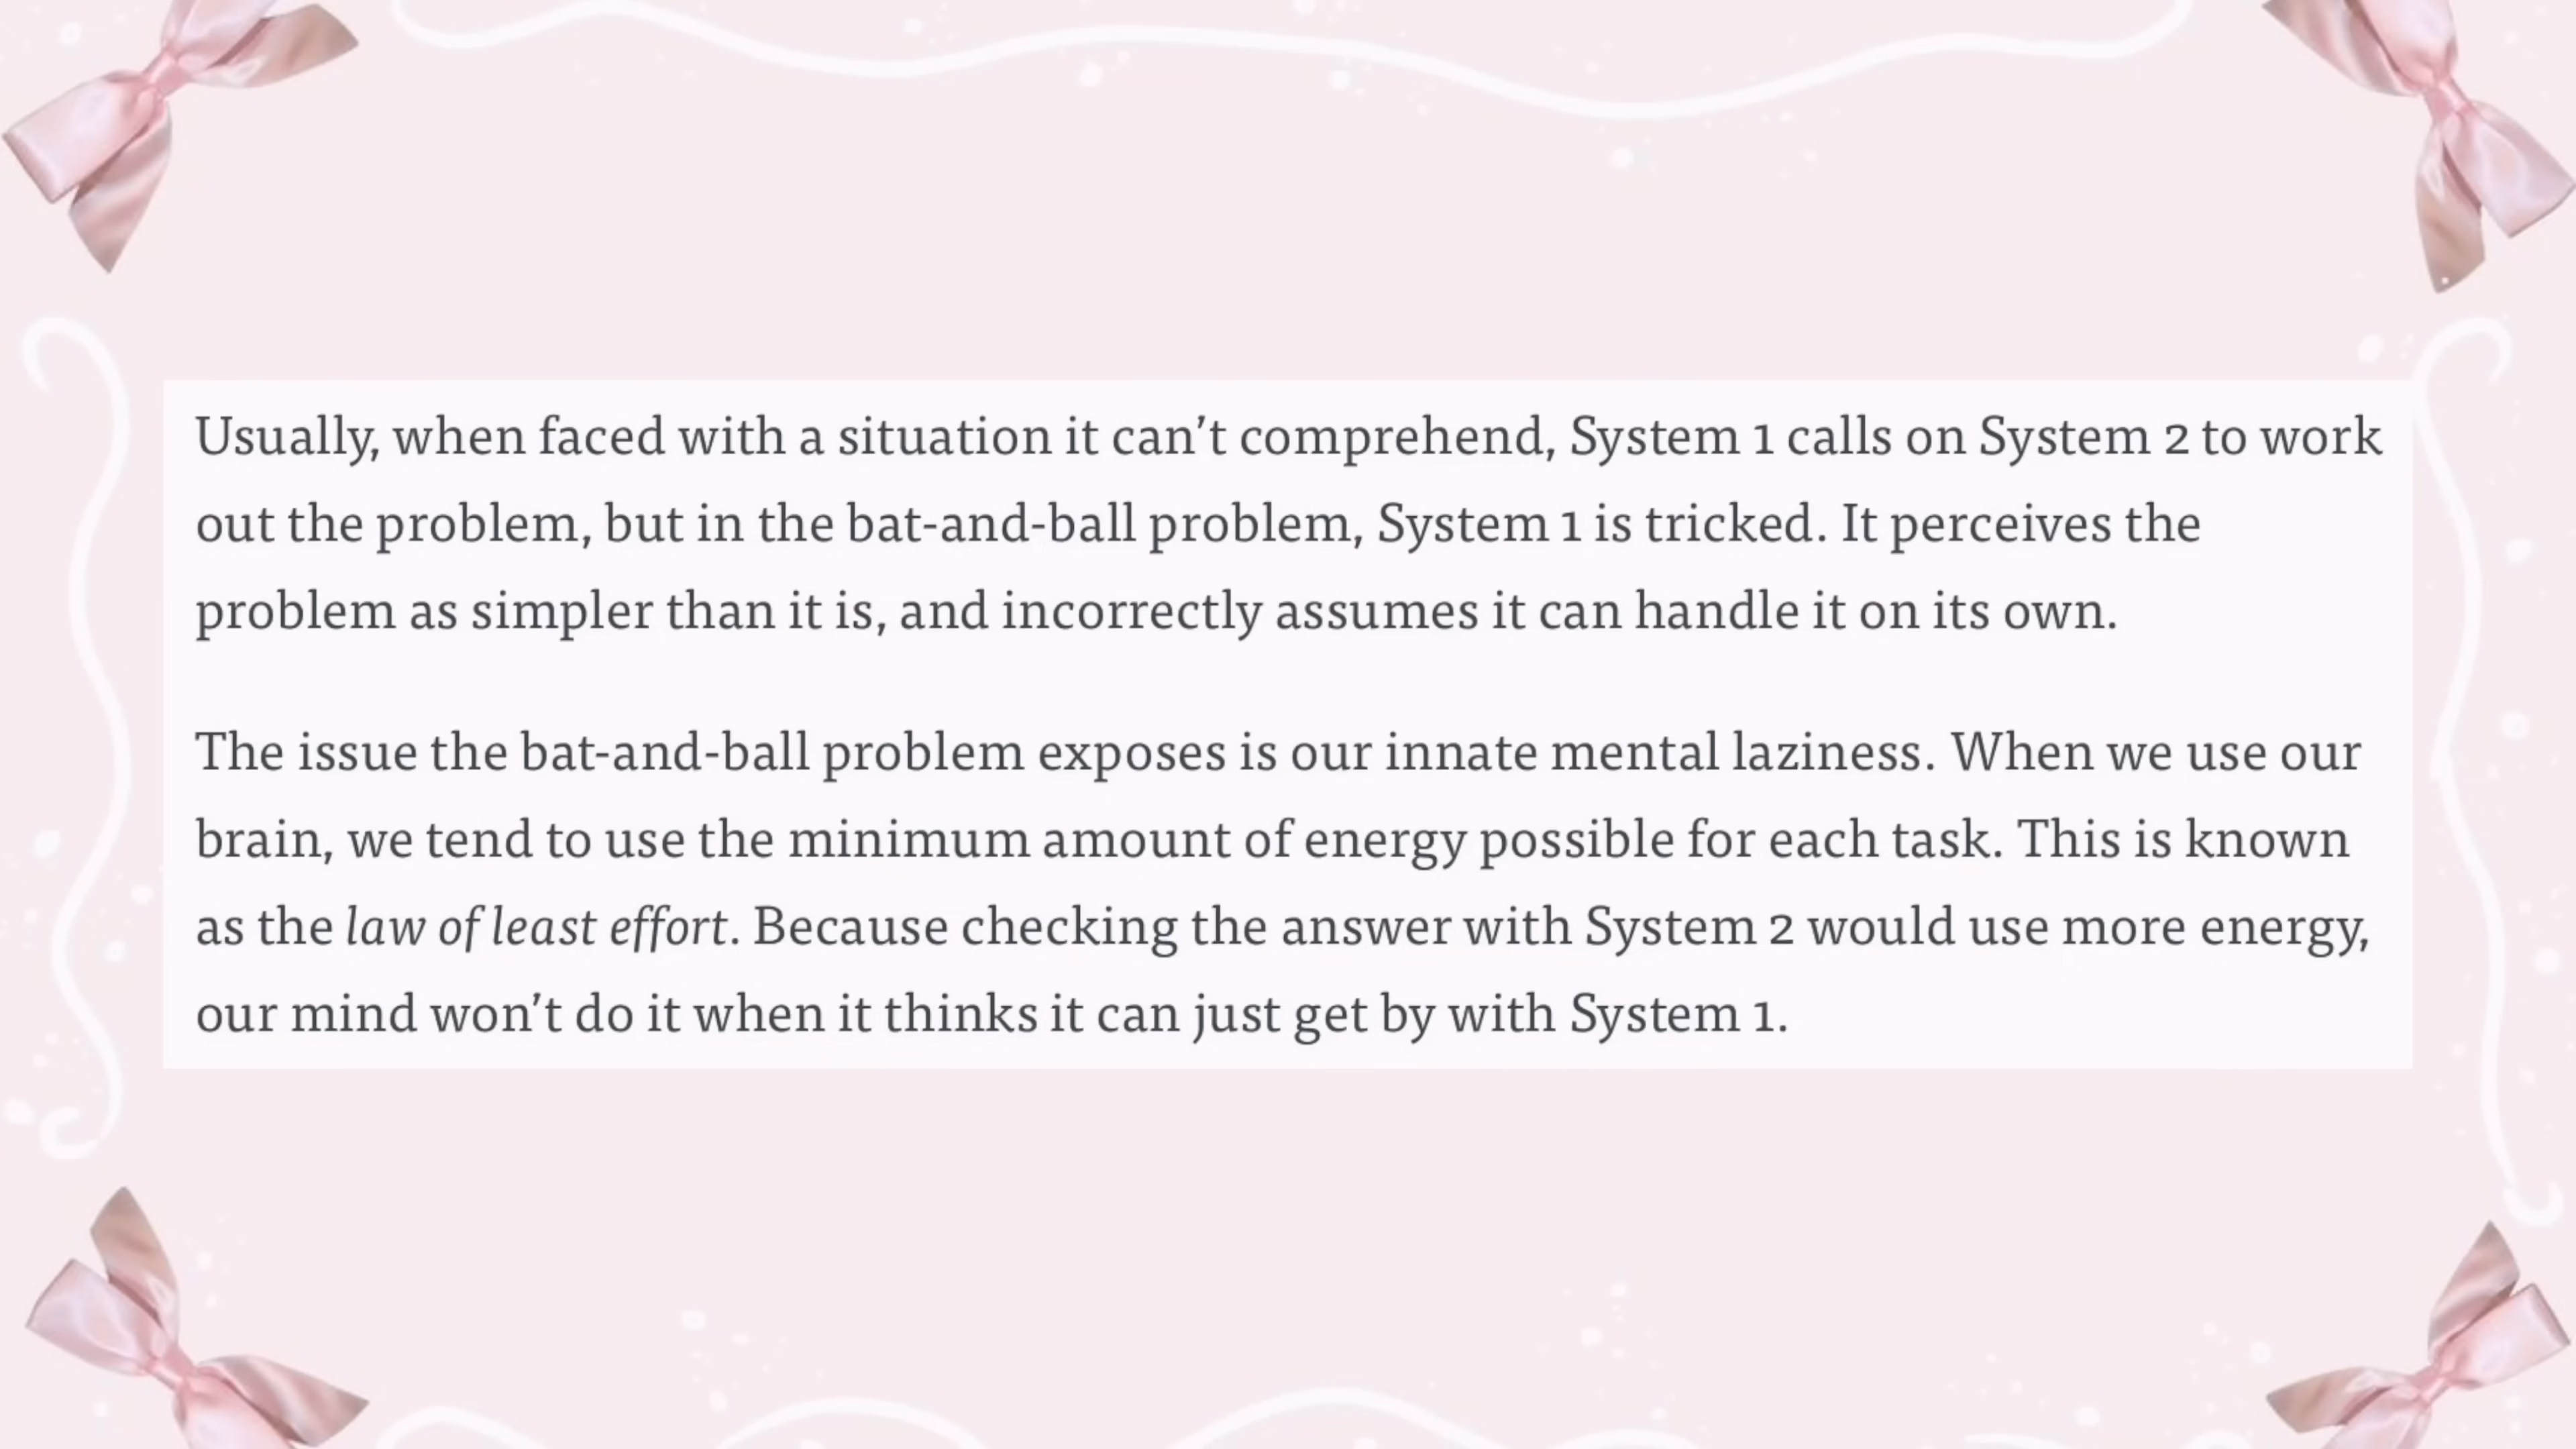 Usually, when faced with a situation it can’t comprehend, System 1 calls on System 2 to work
out the problem, but in the bat-and-ball problem, System 1 is tricked. It perceives the
problem as simpler than it is, and incorrectly assumes it can handle it on its own.
The issue the bat-and-ball problem exposes is our innate mental laziness. When we use our
brain, we tend to use the minimum amount of energy possible for each task. This is known
as the law of least effort. Because checking the answer with System 2 would use more energy,
our mind won’t do it when it thinks it can just get by with System 1.